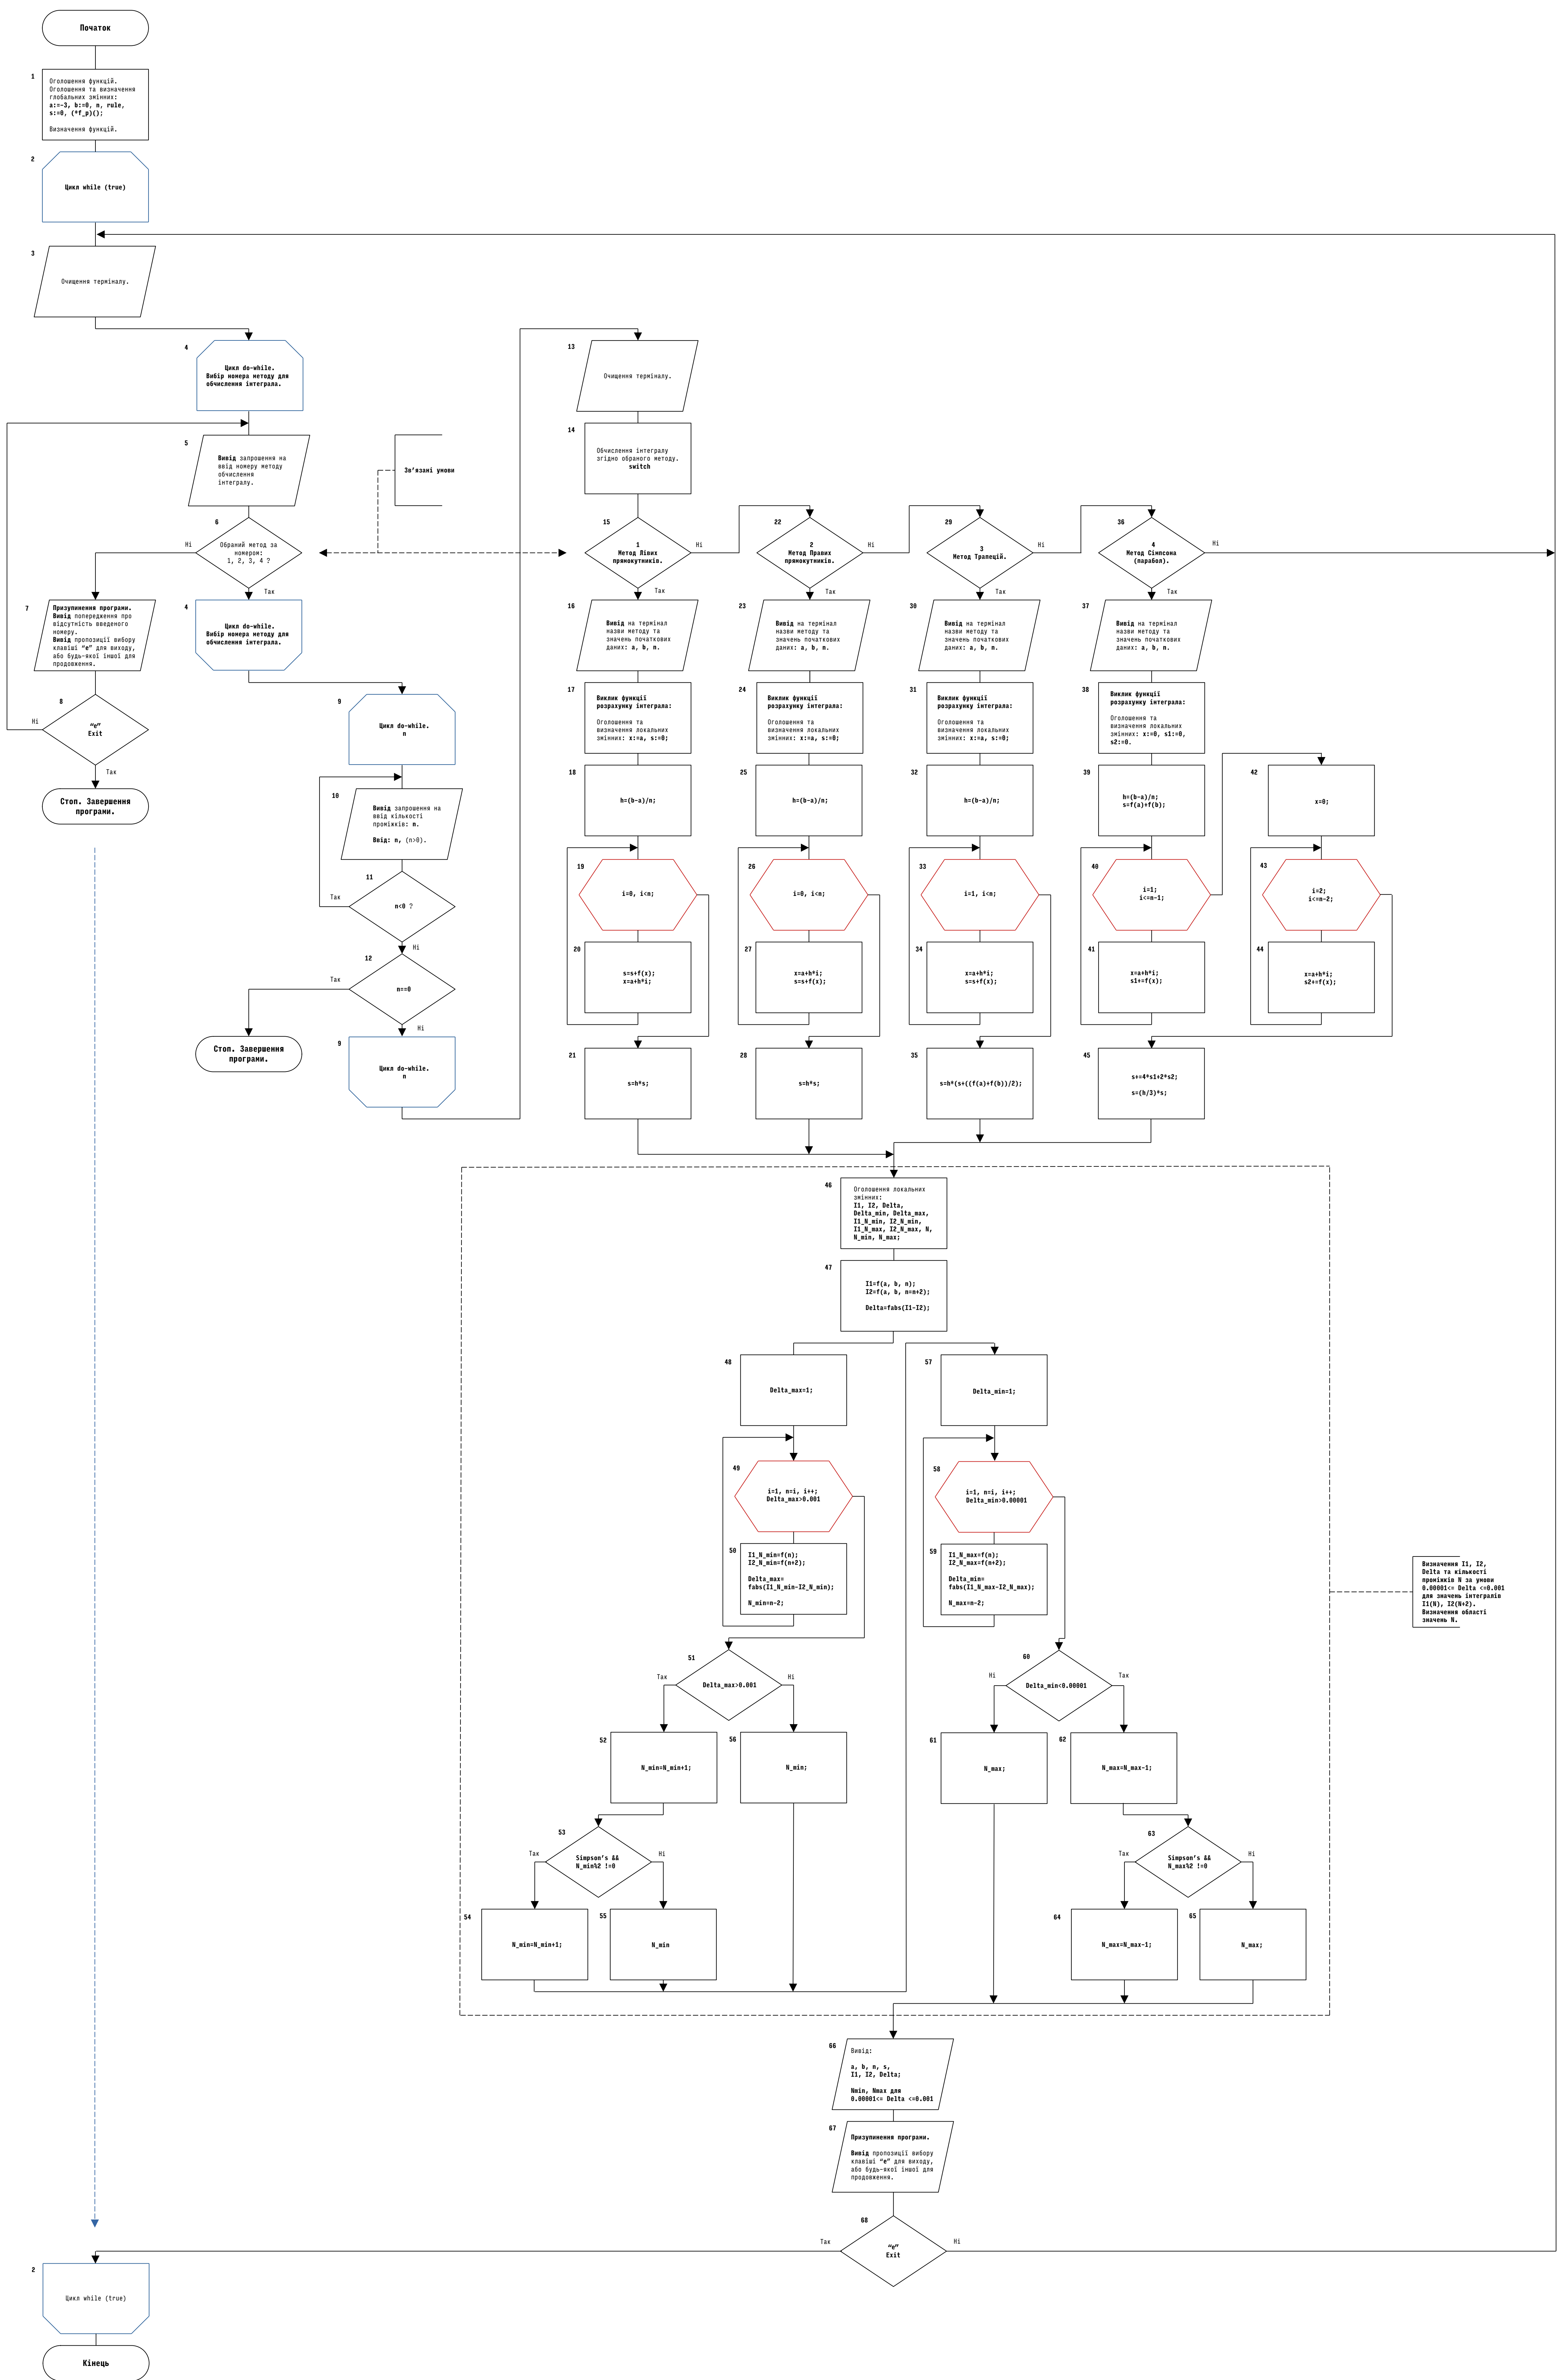 Початок
1
Оголошення функцій.
Оголошення та визначення
глобальних змінних:
a:=-3, b:=0, n, rule,
s:=0, (*f_p)();
Визначення функцій.
2
Цикл while (true)
3
Очищення терміналу.
4
Цикл do-while.
Вибір номера методу для
обчислення інтеграла.
5
Вивід запрошення на
ввід номеру методу
обчислення
інтегралу.
Зв’язані умови
6
Обраний метод за
номером:
1, 2, 3, 4 ?
Ні
Так
7
Призупинення програми.
Вивід попередження про
відсутність введеного
номеру.
Вивід пропозиції вибору
клавіші “e” для виходу,
або будь-якої іншої для
продовження.
8
“e”
Exit
Ні
Так
Стоп. Завершення
програми.
4
Цикл do-while.
Вибір номера методу для
обчислення інтеграла.
9
Цикл do-while.
n
10
Вивід запрошення на
ввід кількості
проміжків: n.
Ввід: n, (n>0).
11
n<0 ?
Так
Ні
12
n==0
Так
Ні
Стоп. Завершення
програми.
9
Цикл do-while.
n
13
Очищення терміналу.
14
Обчислення інтегралу
згідно обраного методу.
switch
15
1
Метод Лівих
прямокутників.
Ні
Так
16
Вивід на термінал
назви методу та
значень початкових
даних: a, b, n.
17
Виклик функції
розрахунку інтеграла:
Оголошення та
визначення локальних
змінних: x:=a, s:=0;
18
h=(b-a)/n;
19
i=0, i<n;
20
s=s+f(x);
x=a+h*i;
21
s=h*s;
22
2
Метод Правих
прямокутників.
Ні
Так
23
Вивід на термінал
назви методу та
значень початкових
даних: a, b, n.
24
Виклик функції
розрахунку інтеграла:
Оголошення та
визначення локальних
змінних: x:=a, s:=0;
25
h=(b-a)/n;
26
i=0, i<n;
27
x=a+h*i;
s=s+f(x);
28
s=h*s;
29
3
Метод Трапецій.
Ні
Так
30
Вивід на термінал
назви методу та
значень початкових
даних: a, b, n.
31
Виклик функції
розрахунку інтеграла:
Оголошення та
визначення локальних
змінних: x:=a, s:=0;
32
h=(b-a)/n;
33
i=1, i<n;
34
x=a+h*i;
s=s+f(x);
35
s=h*(s+((f(a)+f(b))/2);
36
4
Метод Сімпсона
(парабол).
Ні
Так
37
Вивід на термінал
назви методу та
значень початкових
даних: a, b, n.
38
Виклик функції
розрахунку інтеграла:
Оголошення та
визначення локальних
змінних: x:=0, s1:=0,
s2:=0.
39
h=(b-a)/n;
s=f(a)+f(b);
40
i=1;
i<=n-1;
41
x=a+h*i;
s1+=f(x);
42
x=0;
43
i=2;
i<=n-2;
44
x=a+h*i;
s2+=f(x);
45
s+=4*s1+2*s2;
s=(h/3)*s;
46
Оголошення локальних
змінних:
I1, I2, Delta,
Delta_min, Delta_max,
I1_N_min, I2_N_min,
I1_N_max, I2_N_max, N,
N_min, N_max;
47
I1=f(a, b, n);
I2=f(a, b, n=n+2);
Delta=fabs(I1-I2);
48
Delta_max=1;
49
i=1, n=i, i++;
Delta_max>0.001
50
I1_N_min=f(n);
I2_N_min=f(n+2);
Delta_max=
fabs(I1_N_min-I2_N_min);
N_min=n-2;
51
Delta_max>0.001
Так
Ні
52
N_min=N_min+1;
53
Simpson’s &&
N_min%2 !=0
Так
Ні
54
N_min=N_min+1;
55
N_min
56
N_min;
57
Delta_min=1;
58
i=1, n=i, i++;
Delta_min>0.00001
59
I1_N_max=f(n);
I2_N_max=f(n+2);
Delta_min=
fabs(I1_N_max-I2_N_max);
N_max=n-2;
60
Delta_min<0.00001
Ні
Так
61
N_max;
62
N_max=N_max-1;
63
Simpson’s &&
N_max%2 !=0
Так
Ні
64
N_max=N_max-1;
65
N_max;
Визначення I1, I2,
Delta та кількості
проміжків N за умови
0.00001<= Delta <=0.001
для значень інтегралів
I1(N), I2(N+2).
Визначення області
значень N.
66
Вивід:
a, b, n, s,
I1, I2, Delta;
Nmin, Nmax для
0.00001<= Delta <=0.001
67
Призупинення програми.
Вивід пропозиції вибору
клавіші “e” для виходу,
або будь-якої іншої для
продовження.
68
“e”
Exit
Так
Ні
2
Цикл while (true)
Кінець